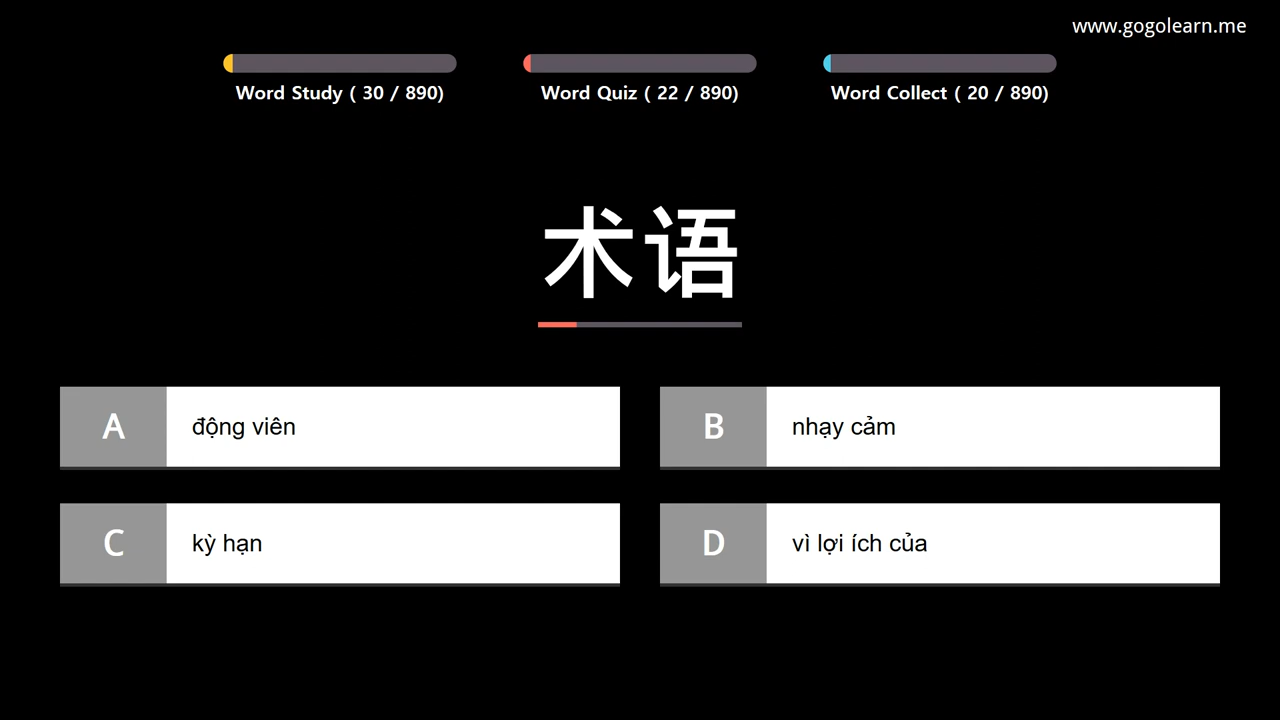 www.gogolearn.me
Word Study ( 30 / 890)
Word Quiz ( 22 / 890)
Word Collect ( 20 / 890)
术语
A động viên
B nhạy cảm
C kỳ hạn
D vì lợi ích của